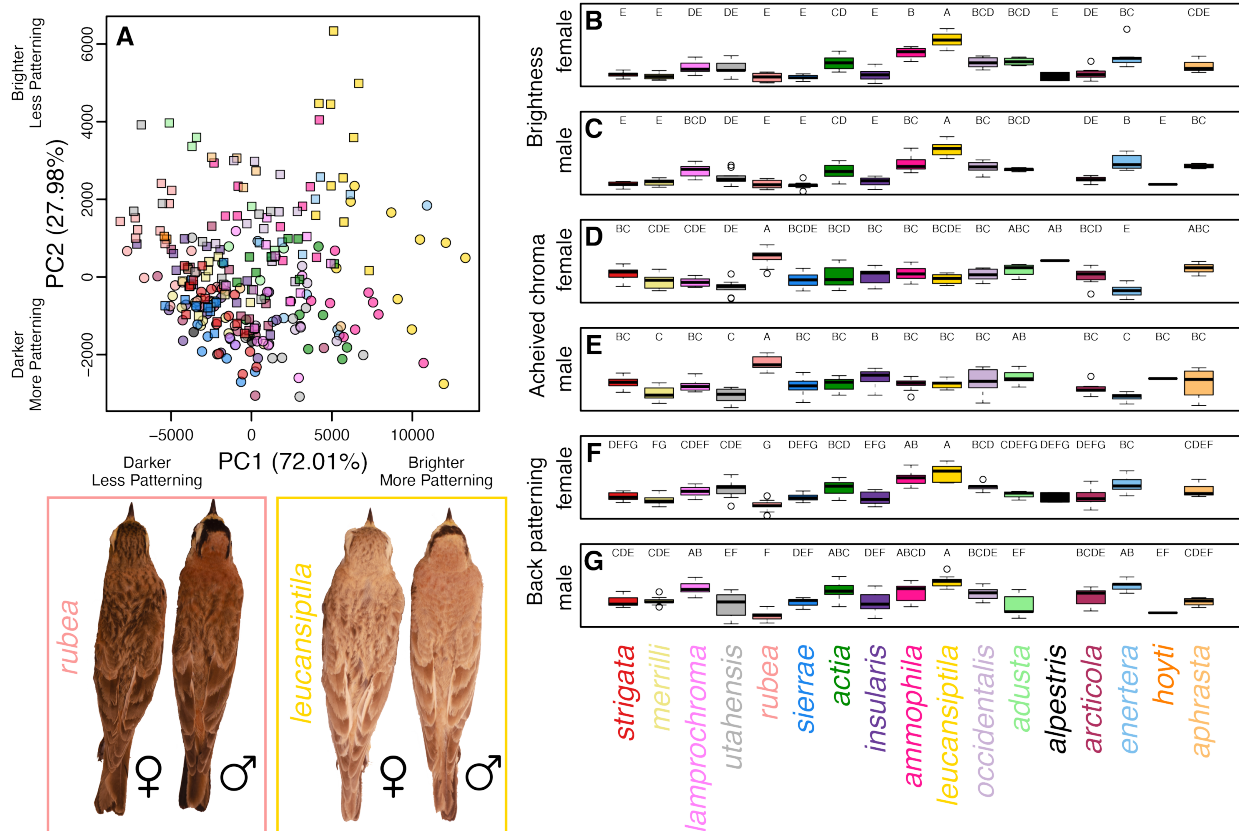 A
Brighter
Less Patterning
Darker
More Patterning
PC2 (27.98%)
6000
4000
2000
0
−2000
−5000
0
5000
10000
PC1 (72.01%)
Darker
Less Patterning
Brighter
More Patterning
rubea
♀ ♂
leucansiptila
♀ ♂
Brightness
Acheived chroma
Back patterning
B
female
E E DE DE E E CD E B A BCD BCD E DE BC CDE
C
male
E E BCD DE E E CD E BC A BC BCD DE B E BC
D
female
BC CDE CDE DE A BCDE BCD BC BC BCDE BC ABC AB BCD E ABC
E
male
BC C BC C A BC BC B BC BC BC AB BC C BC BC
F
female
DEFG FG CDEF CDE G DEFG BCD EFG AB A BCD CDEFG DEFG DEFG BC CDEF
G
male
CDE CDE AB EF F DEF ABC DEF ABCD A BCDE EF BCDE AB EF CDEF
strigata
merrilli
lamprochroma
utahensis
rubea
sierrae
actia
insularis
ammophila
leucansiptila
occidentalis
adusta
alpestris
arcticola
enertera
hoyti
aphrasta